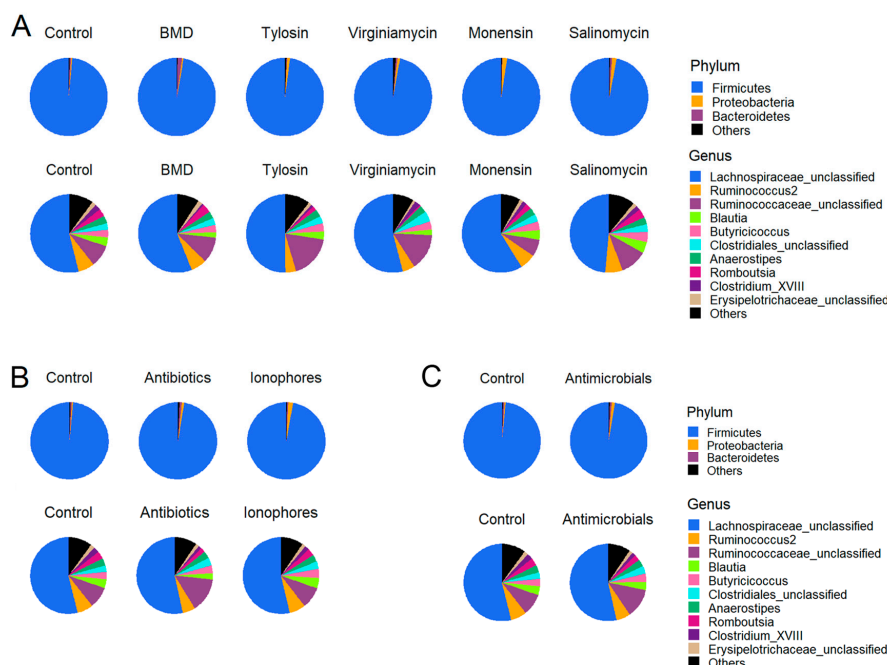 A
Control BMD Tylosin Virginiamycin Monensin Salinomycin
Phylum
Firmicutes
Proteobacteria
Bacteroidetes
Others
Control BMD Tylosin Virginiamycin Monensin Salinomycin
Genus
Lachnospiraceae_unclassified
Ruminococcus2
Ruminococcaceae_unclassified
Blautia
Butyricicoccus
Clostridiales_unclassified
Anaerostipes
Romboutsia
Clostridium_XVIII
Erysipelotrichaceae_unclassified
Others
B
Control Antibiotics Ionophores
Control Antibiotics Ionophores
C
Control Antimicrobials
Control Antimicrobials
Phylum
Firmicutes
Proteobacteria
Bacteroidetes
Others
Genus
Lachnospiraceae_unclassified
Ruminococcus2
Ruminococcaceae_unclassified
Blautia
Butyricicoccus
Clostridiales_unclassified
Anaerostipes
Romboutsia
Clostridium_XVIII
Erysipelotrichaceae_unclassified
Others